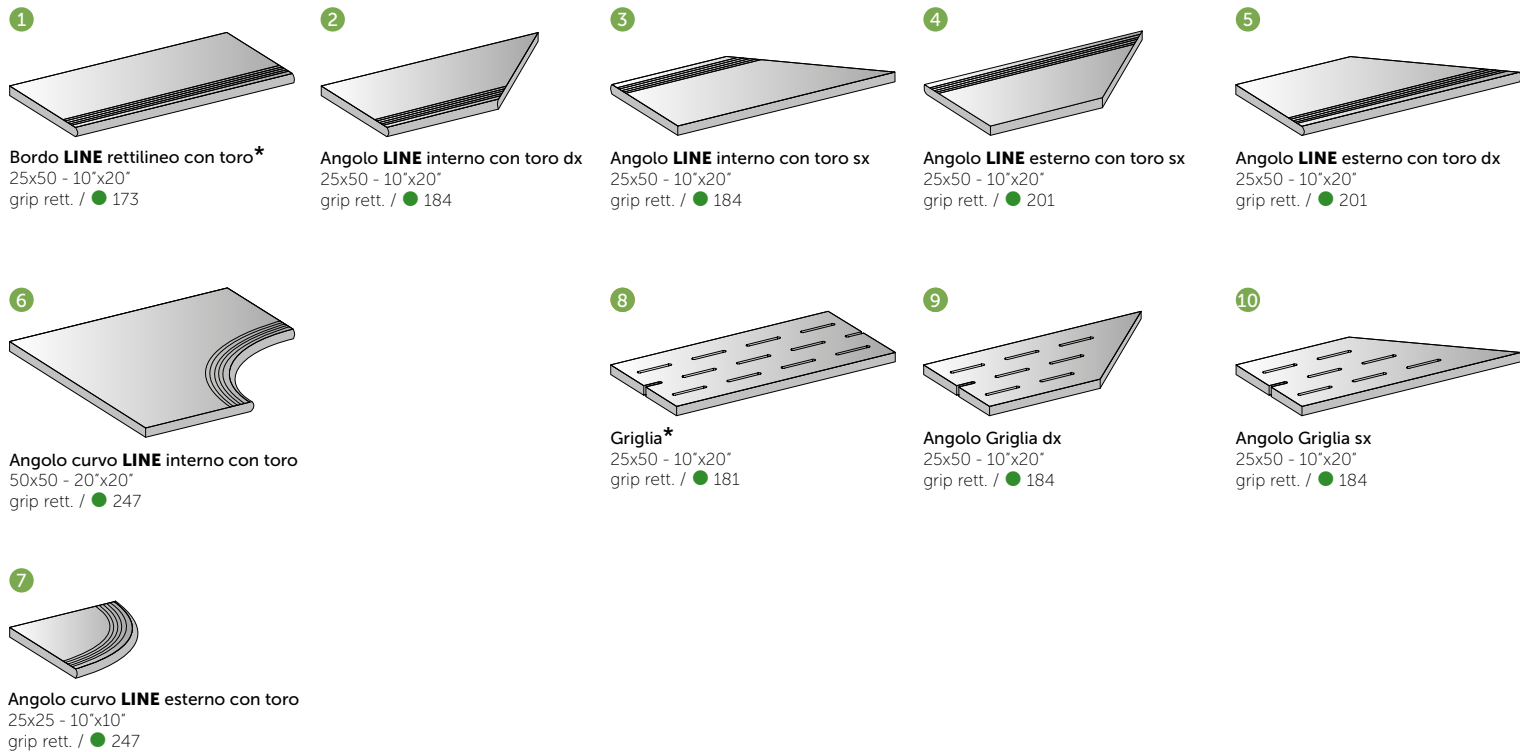 1
Bordo LINE rettilineo con toro*
25x50 - 10"x20"
grip rett. / ● 173
2
Angolo LINE interno con toro dx
25x50 - 10"x20"
grip rett. / ● 184
3
Angolo LINE interno con toro sx
25x50 - 10"x20"
grip rett. / ● 184
4
Angolo LINE esterno con toro sx
25x50 - 10"x20"
grip rett. / ● 201
5
Angolo LINE esterno con toro dx
25x50 - 10"x20"
grip rett. / ● 201
6
Angolo curvo LINE interno con toro
50x50 - 20"x20"
grip rett. / ● 247
8
Griglia*
25x50 - 10"x20"
grip rett. / ● 181
9
Angolo Griglia dx
25x50 - 10"x20"
grip rett. / ● 184
10
Angolo Griglia sx
25x50 - 10"x20"
grip rett. / ● 184
7
Angolo curvo LINE esterno con toro
25x25 - 10"x10"
grip rett. / ● 247